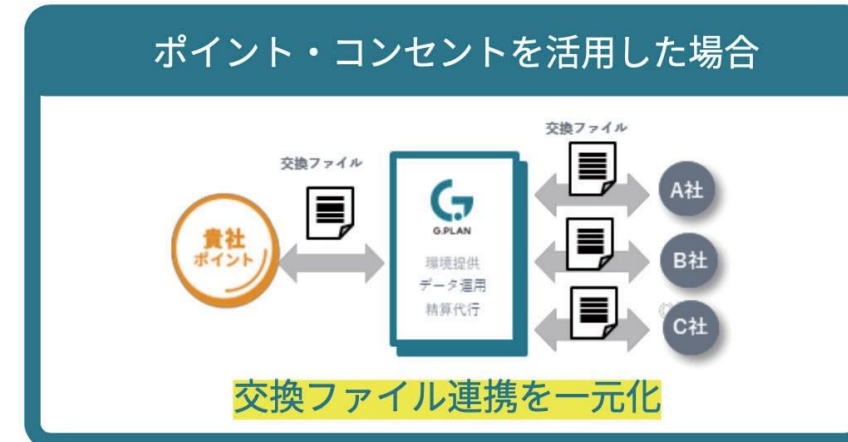 ポイント・コンセントを活用した場合
交換ファイル
交換ファイル
貴社
ポイント
G.PLAN
環境提供
データ運用
精算代行
A社
B社
C社
交換ファイル連携を一元化